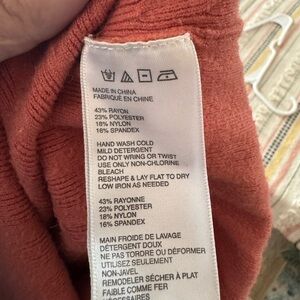 MADE IN CHINA
FABRIQUÉ EN CHINE
43% RAYON
23% POLYESTER
18% NYLON
16% SPANDEX
HAND WASH COLD
MILD DETERGENT
DO NOT WRING OR TWIST
USE ONLY NON-CHLORINE
BLEACH
RESHAPE & LAY FLAT TO DRY
LOW IRON AS NEEDED
43% RAYONNE
23% POLYESTER
18% NYLON
16% SPANDEX
MAIN FROIDE DE LAVAGE
DÉTERGENT DOUX
NE PAS TORDRE OU DÉFORMER
UTILISEZ SEULEMENT
NON-JAVEL
REMODELER SÉCHER À PLAT
FAIBLE COMME FER